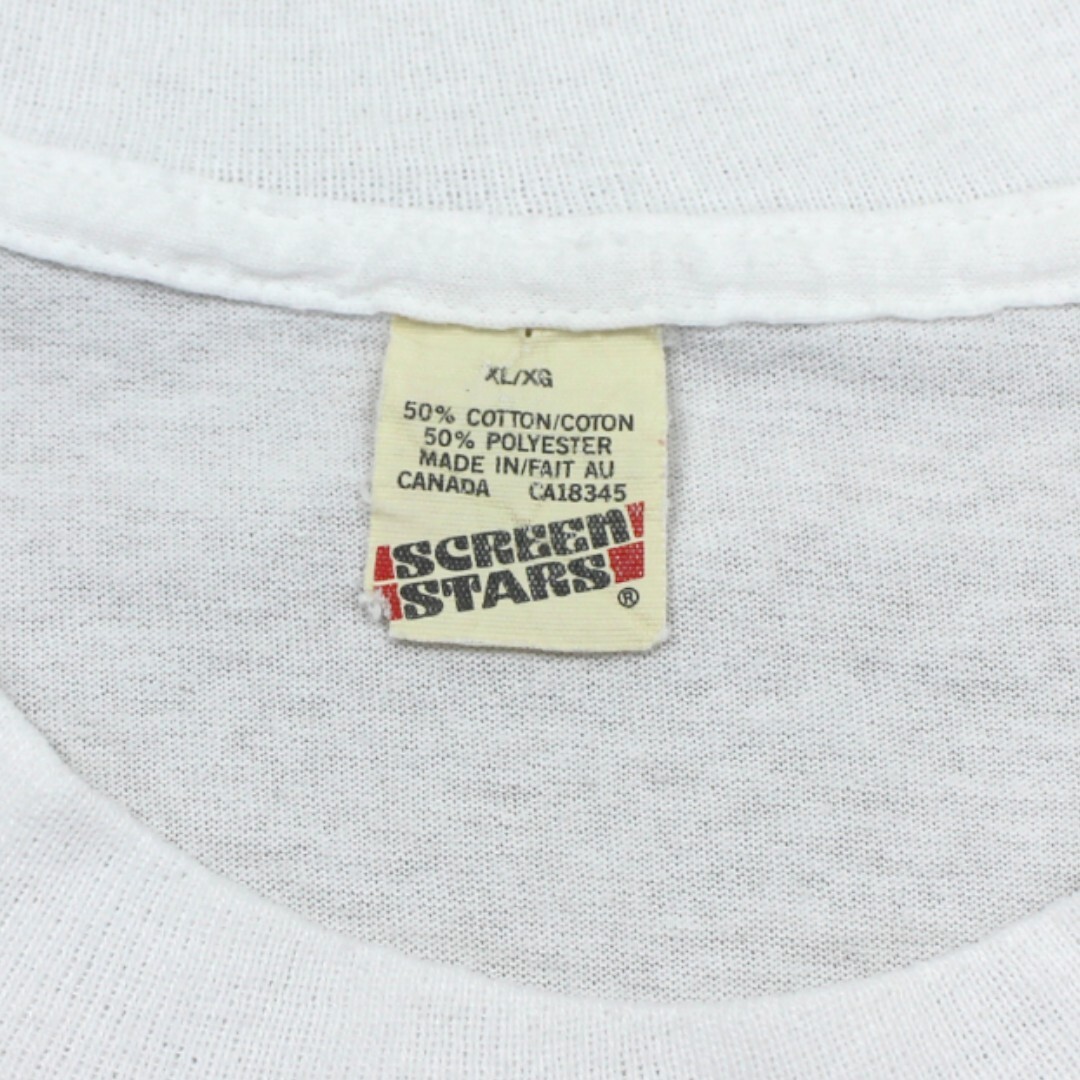 XL/XG
50% COTTON/COTON
50% POLYESTER
MADE IN/FAIT AU
CANADA CA18345
SCREEN
STARS ®